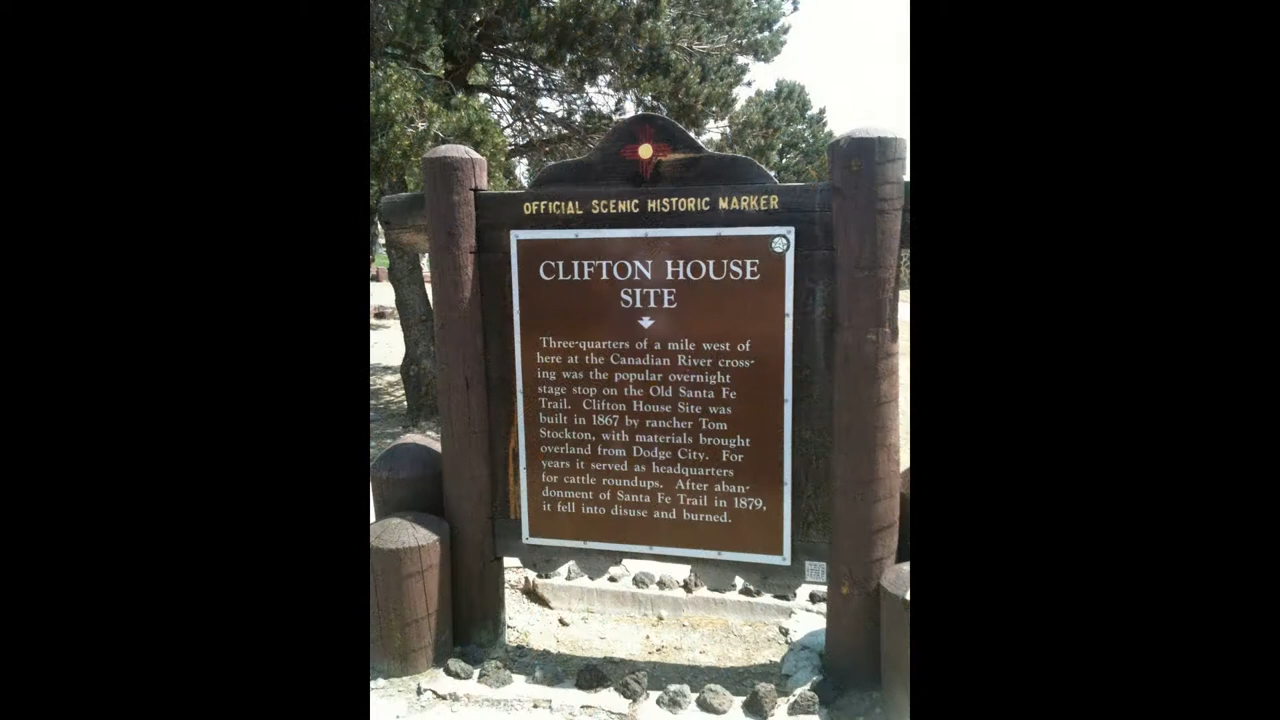 OFFICIAL SCENIC HISTORIC MARKER
CLIFTON HOUSE
SITE
Three-quarters of a mile west of
here at the Canadian River cross-
ing was the popular overnight
stage stop on the Old Santa Fe
Trail. Clifton House Site was
built in 1867 by rancher Tom
Stockton, with materials brought
overland from Dodge City. For
years it served as headquarters
for cattle roundups. After aban-
donment of Santa Fe Trail in 1879,
it fell into disuse and burned.